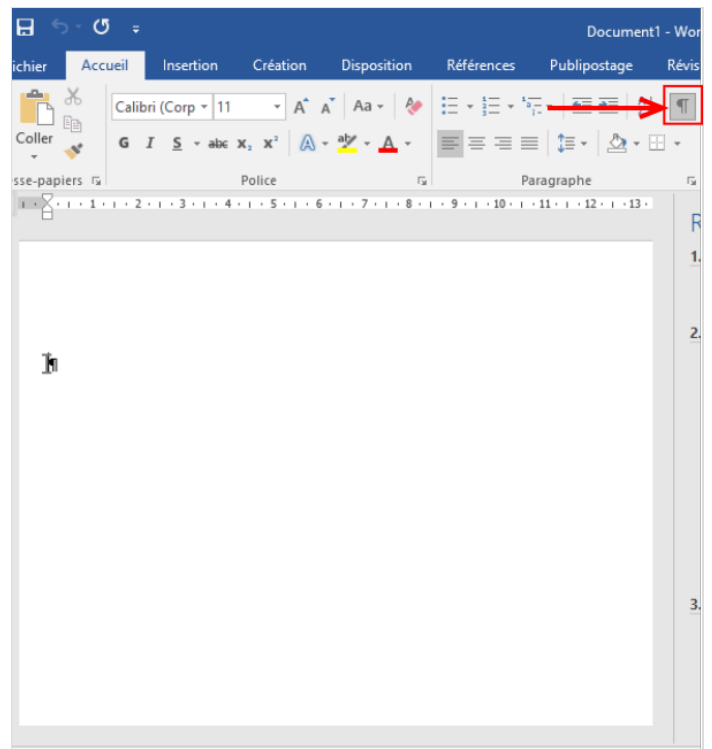 Document1 - Wor
ichier Accueil Insertion Création Disposition Références Publipostage Révis
Calibri (Corp 11 A A Aa
Coller
G I S abc X₂ X² A aby A
sse-papiers Police Paragraphe
1 2 3 4 5 6 7 8 9 10 11 12 13
R
1.
2.
¶
3.